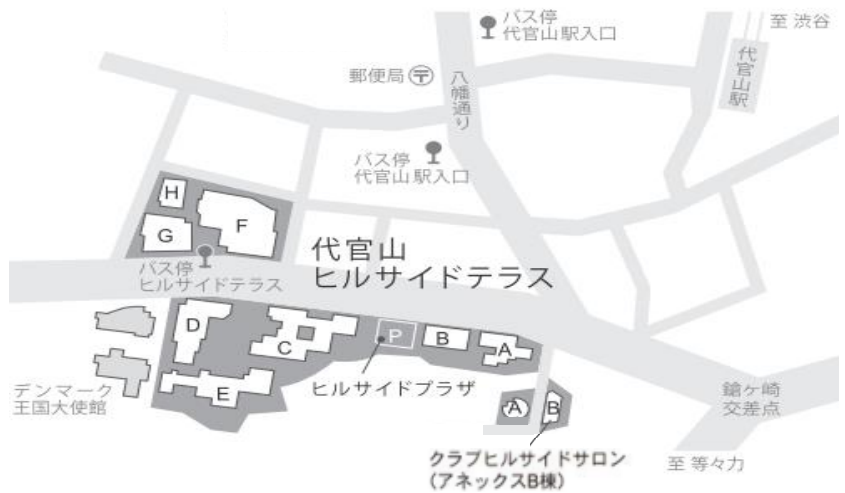 バス停
代官山駅入口
至 渋谷
代官山駅
郵便局
八幡通り
バス停
代官山駅入口
H
F
G
代官山
ヒルサイドテラス
バス停
ヒルサイドテラス
D
C
P
B
A
E
ヒルサイドプラザ
デンマーク
王国大使館
A
B
鎗ヶ崎
交差点
クラブヒルサイドサロン
(アネックスB棟)
至 等々力